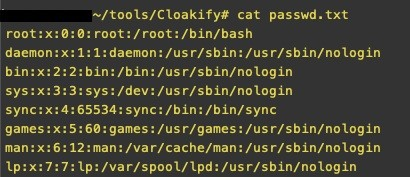 ~/tools/Cloakify# cat passwd.txt
root:x:0:0:root:/root:/bin/bash
daemon:x:1:1:daemon:/usr/sbin:/usr/sbin/nologin
bin:x:2:2:bin:/bin:/usr/sbin/nologin
sys:x:3:3:sys:/dev:/usr/sbin/nologin
sync:x:4:65534:sync:/bin:/bin/sync
games:x:5:60:games:/usr/games:/usr/sbin/nologin
man:x:6:12:man:/var/cache/man:/usr/sbin/nologin
lp:x:7:7:lp:/var/spool/lpd:/usr/sbin/nologin